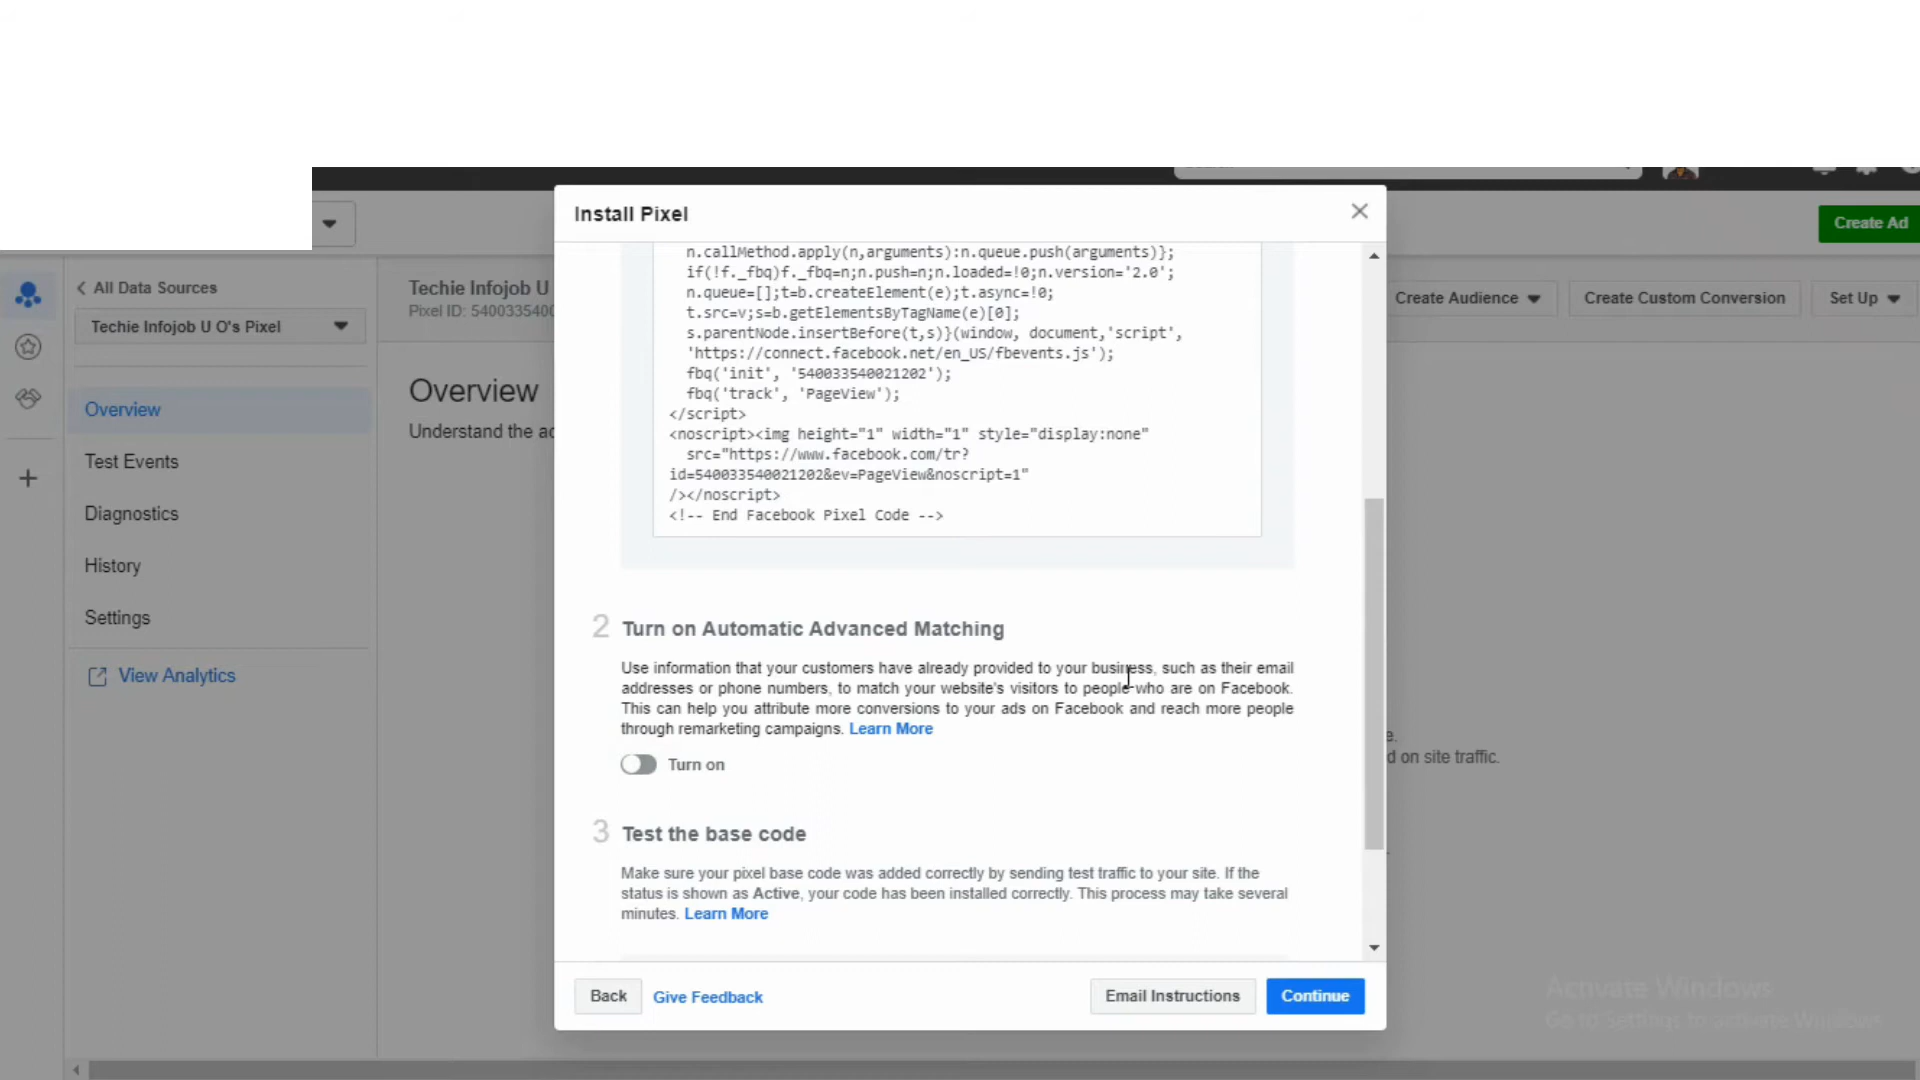 Install Pixel
Create Ad
n.callMethod.apply(n,arguments):n.queue.push(arguments)};
if(!f._fbq)f._fbq=n;n.push=n;n.loaded=!0;n.version='2.0';
n.queue=[];t=b.createElement(e);t.async=!0;
t.src=v;s=b.getElementsByTagName(e)[0];
s.parentNode.insertBefore(t,s)}(window, document,'script',
'https://connect.facebook.net/en_US/fbevents.js');
fbq('init', '540033540021202');
fbq('track', 'PageView');
</script>
<noscript><img height="1" width="1" style="display:none"
src="https://www.facebook.com/tr?
id=540033540021202&ev=PageView&noscript=1"
/></noscript>
<!-- End Facebook Pixel Code -->
All Data Sources
Techie Infojob U O's Pixel
Overview
Test Events
Diagnostics
History
Settings
View Analytics
Techie Infojob U
Pixel ID: 5400335400
Overview
Understand the ac
Create Audience
Create Custom Conversion
Set Up
2 Turn on Automatic Advanced Matching
Use information that your customers have already provided to your business, such as their email
addresses or phone numbers, to match your website's visitors to people who are on Facebook.
This can help you attribute more conversions to your ads on Facebook and reach more people
through remarketing campaigns. Learn More
Turn on
e.
d on site traffic.
3 Test the base code
Make sure your pixel base code was added correctly by sending test traffic to your site. If the
status is shown as Active, your code has been installed correctly. This process may take several
minutes. Learn More
Back
Give Feedback
Email Instructions
Continue
Activate Windows
Go to Settings to activate Windows.